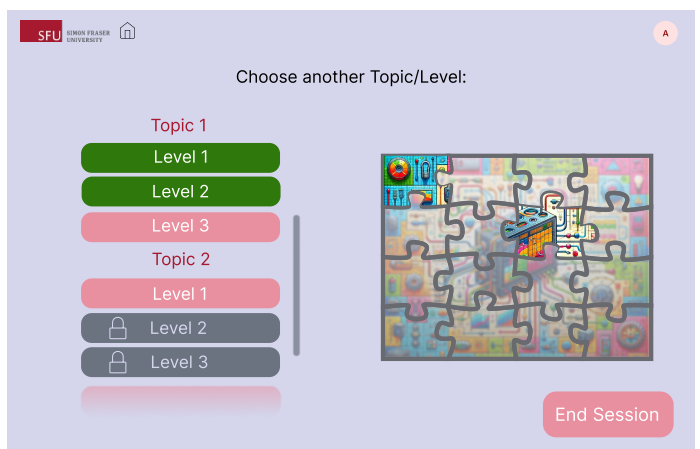 SFU SIMON FRASER
UNIVERSITY
A
Choose another Topic/Level:
Topic 1
Level 1
Level 2
Level 3
Topic 2
Level 1
Level 2
Level 3
End Session